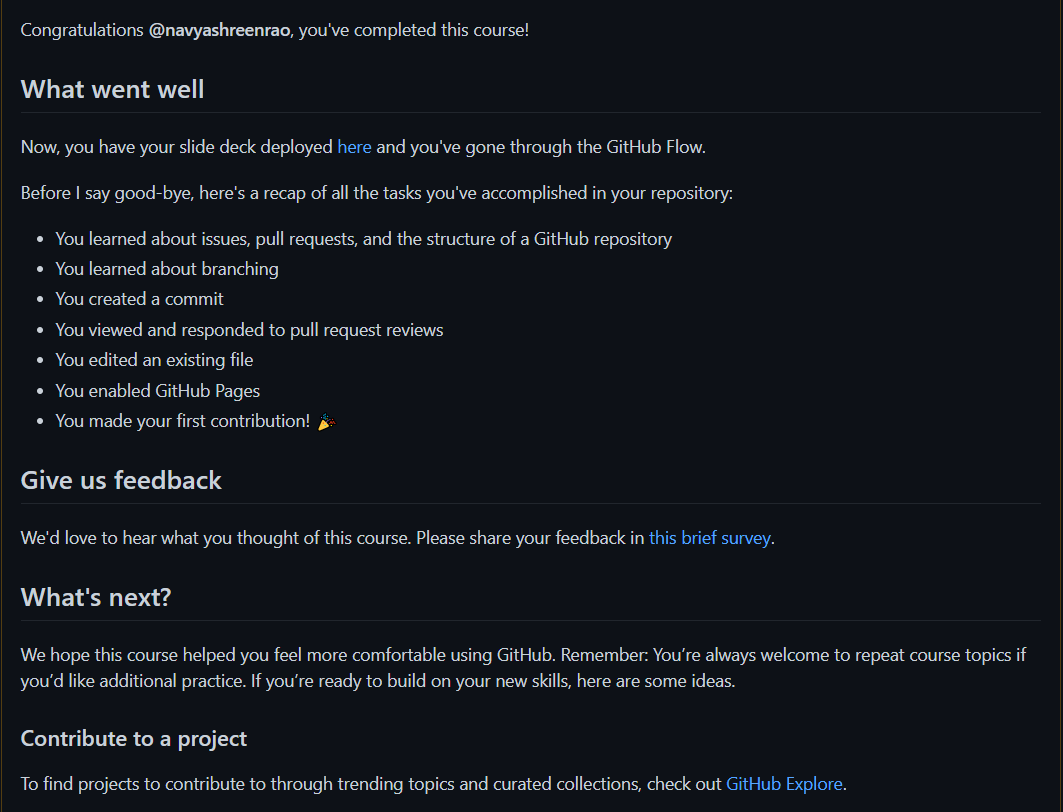 Congratulations @navyashreenrao, you've completed this course!
What went well
Now, you have your slide deck deployed here and you've gone through the GitHub Flow.
Before I say good-bye, here's a recap of all the tasks you've accomplished in your repository:
• You learned about issues, pull requests, and the structure of a GitHub repository
• You learned about branching
• You created a commit
• You viewed and responded to pull request reviews
• You edited an existing file
• You enabled GitHub Pages
• You made your first contribution! 🎉
Give us feedback
We'd love to hear what you thought of this course. Please share your feedback in this brief survey.
What's next?
We hope this course helped you feel more comfortable using GitHub. Remember: You’re always welcome to repeat course topics if
you’d like additional practice. If you’re ready to build on your new skills, here are some ideas.
Contribute to a project
To find projects to contribute to through trending topics and curated collections, check out GitHub Explore.